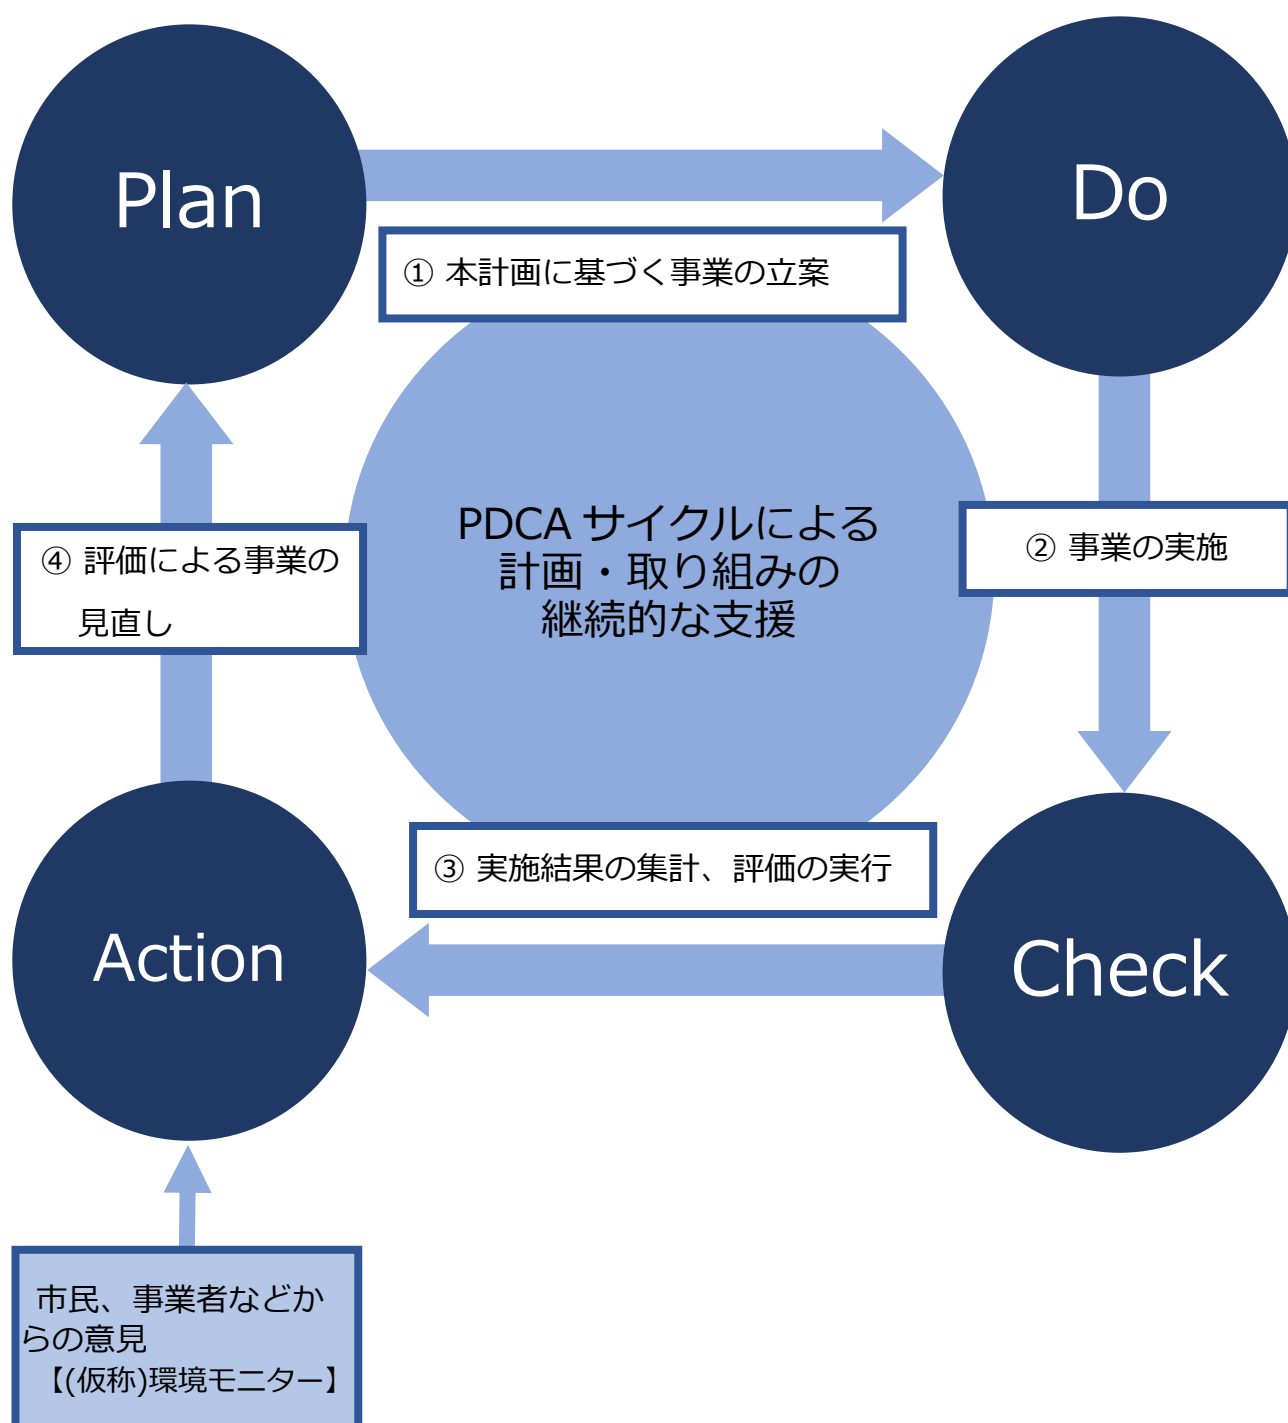 Plan
Do
① 本計画に基づく事業の立案
PDCA サイクルによる
計画・取り組みの
継続的な支援
② 事業の実施
④ 評価による事業の
見直し
③ 実施結果の集計、評価の実行
Action
Check
市民、事業者などか
らの意見
【(仮称)環境モニター】